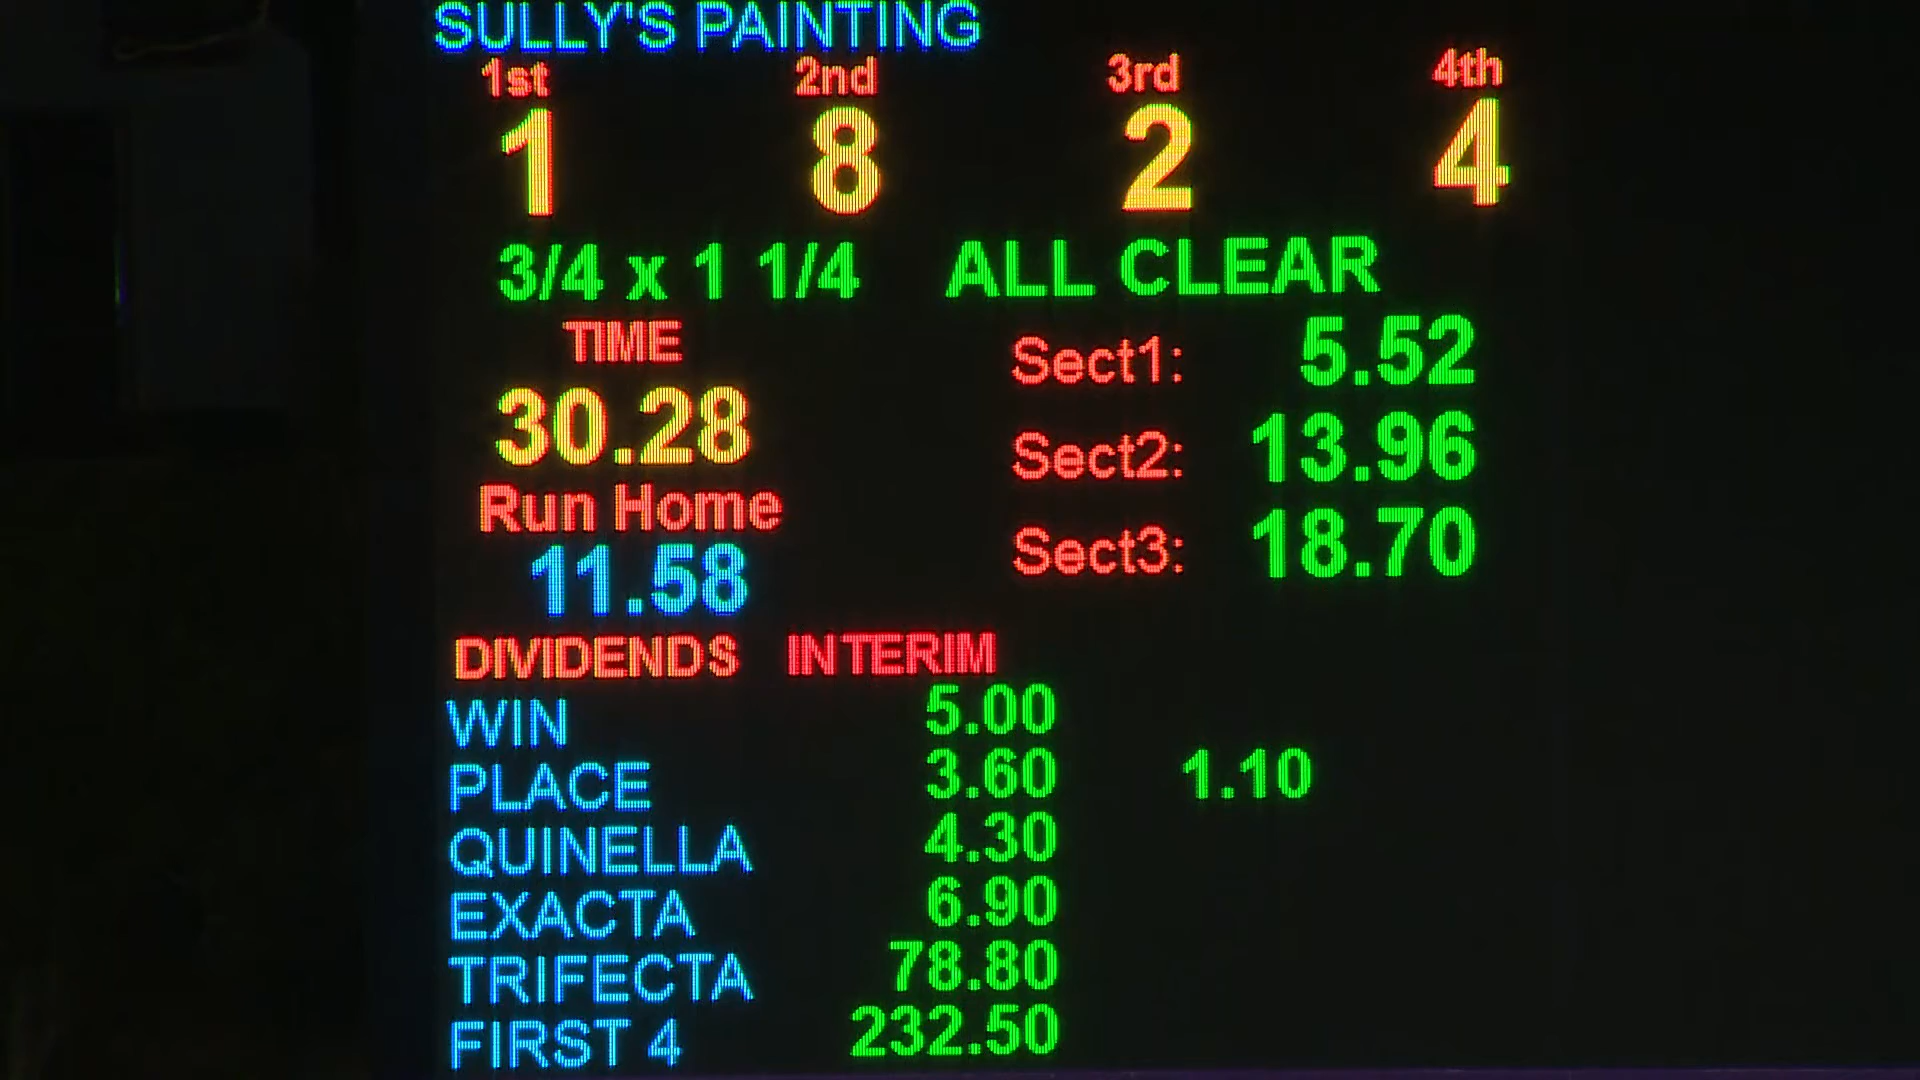 SULLY'S PAINTING
1st 2nd 3rd 4th
1 8 2 4
3/4 x 1 1/4 ALL CLEAR
TIME
30.28
Run Home
11.58
Sect1: 5.52
Sect2: 13.96
Sect3: 18.70
DIVIDENDS INTERIM
WIN 5.00
PLACE 3.60 1.10
QUINELLA 4.30
EXACTA 6.90
TRIFECTA 78.80
FIRST 4 232.50